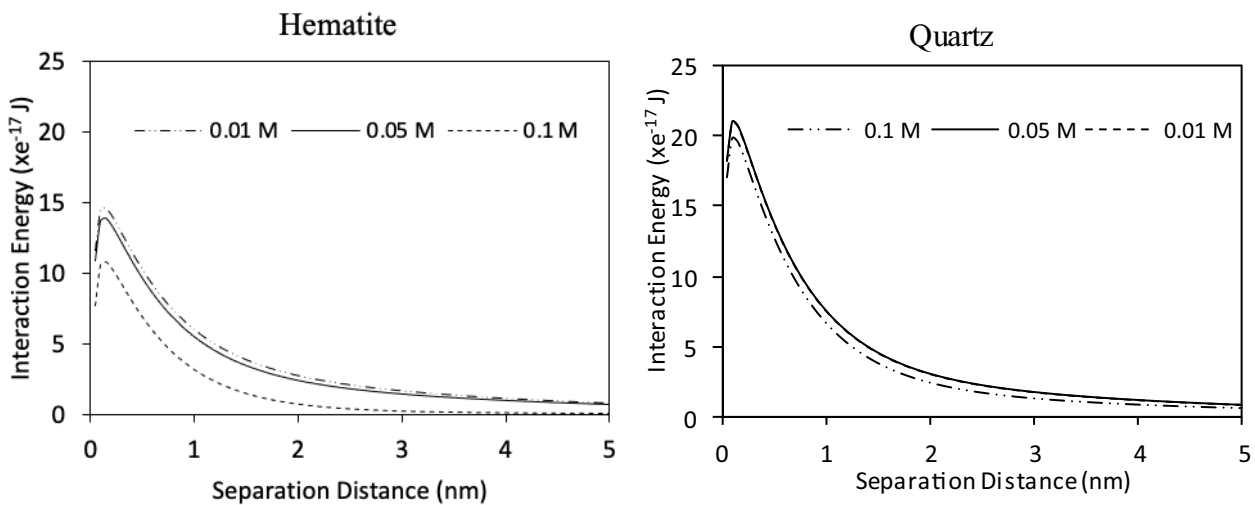 Hematite
25
20
15
10
5
0
0.01 M 0.05 M 0.1 M
Interaction Energy (xe⁻¹⁷ J)
0 1 2 3 4 5
Separation Distance (nm)
Quartz
25
20
15
10
5
0
0.1 M 0.05 M 0.01 M
Interaction Energy (xe⁻¹⁷ J)
0 1 2 3 4 5
Separation Distance (nm)